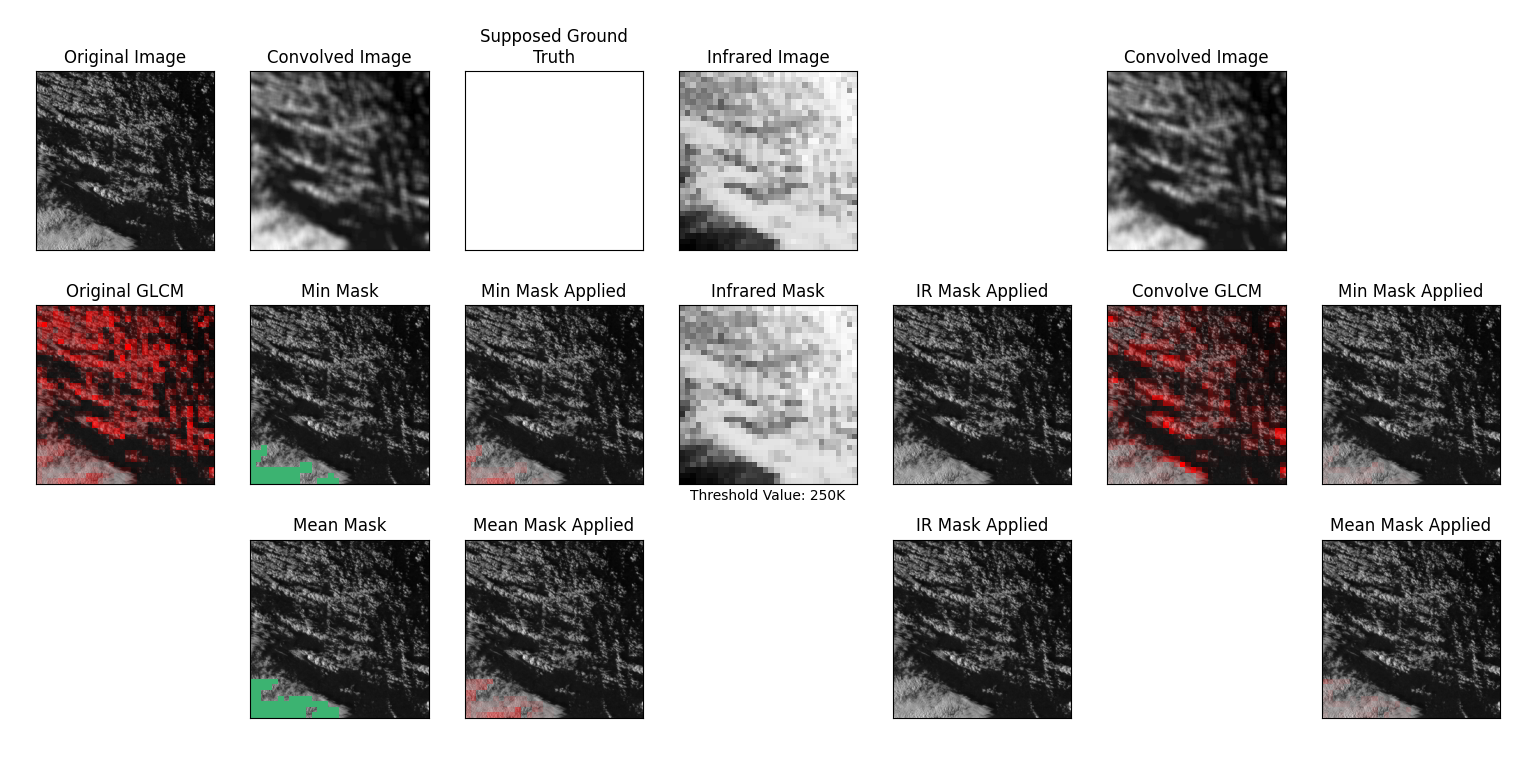 Original Image
Convolved Image
Supposed Ground
Truth
Infrared Image
Convolved Image
Original GLCM
Min Mask
Min Mask Applied
Infrared Mask
IR Mask Applied
Convolve GLCM
Min Mask Applied
Threshold Value: 250K
Mean Mask
Mean Mask Applied
IR Mask Applied
Mean Mask Applied